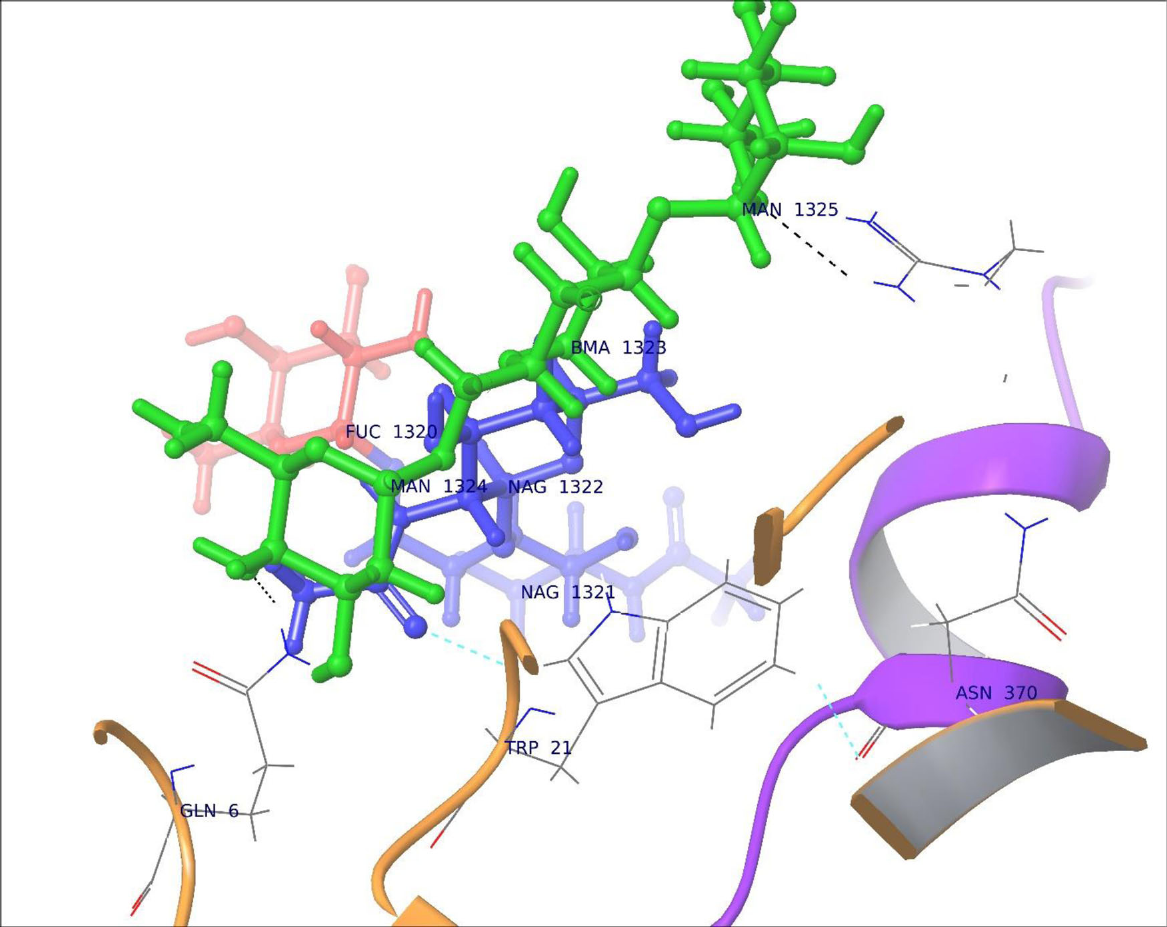 MAN 1325
BMA 1323
FUC 1320
MAN 1324
NAG 1322
NAG 1321
ASN 370
TRP 21
GLN 6